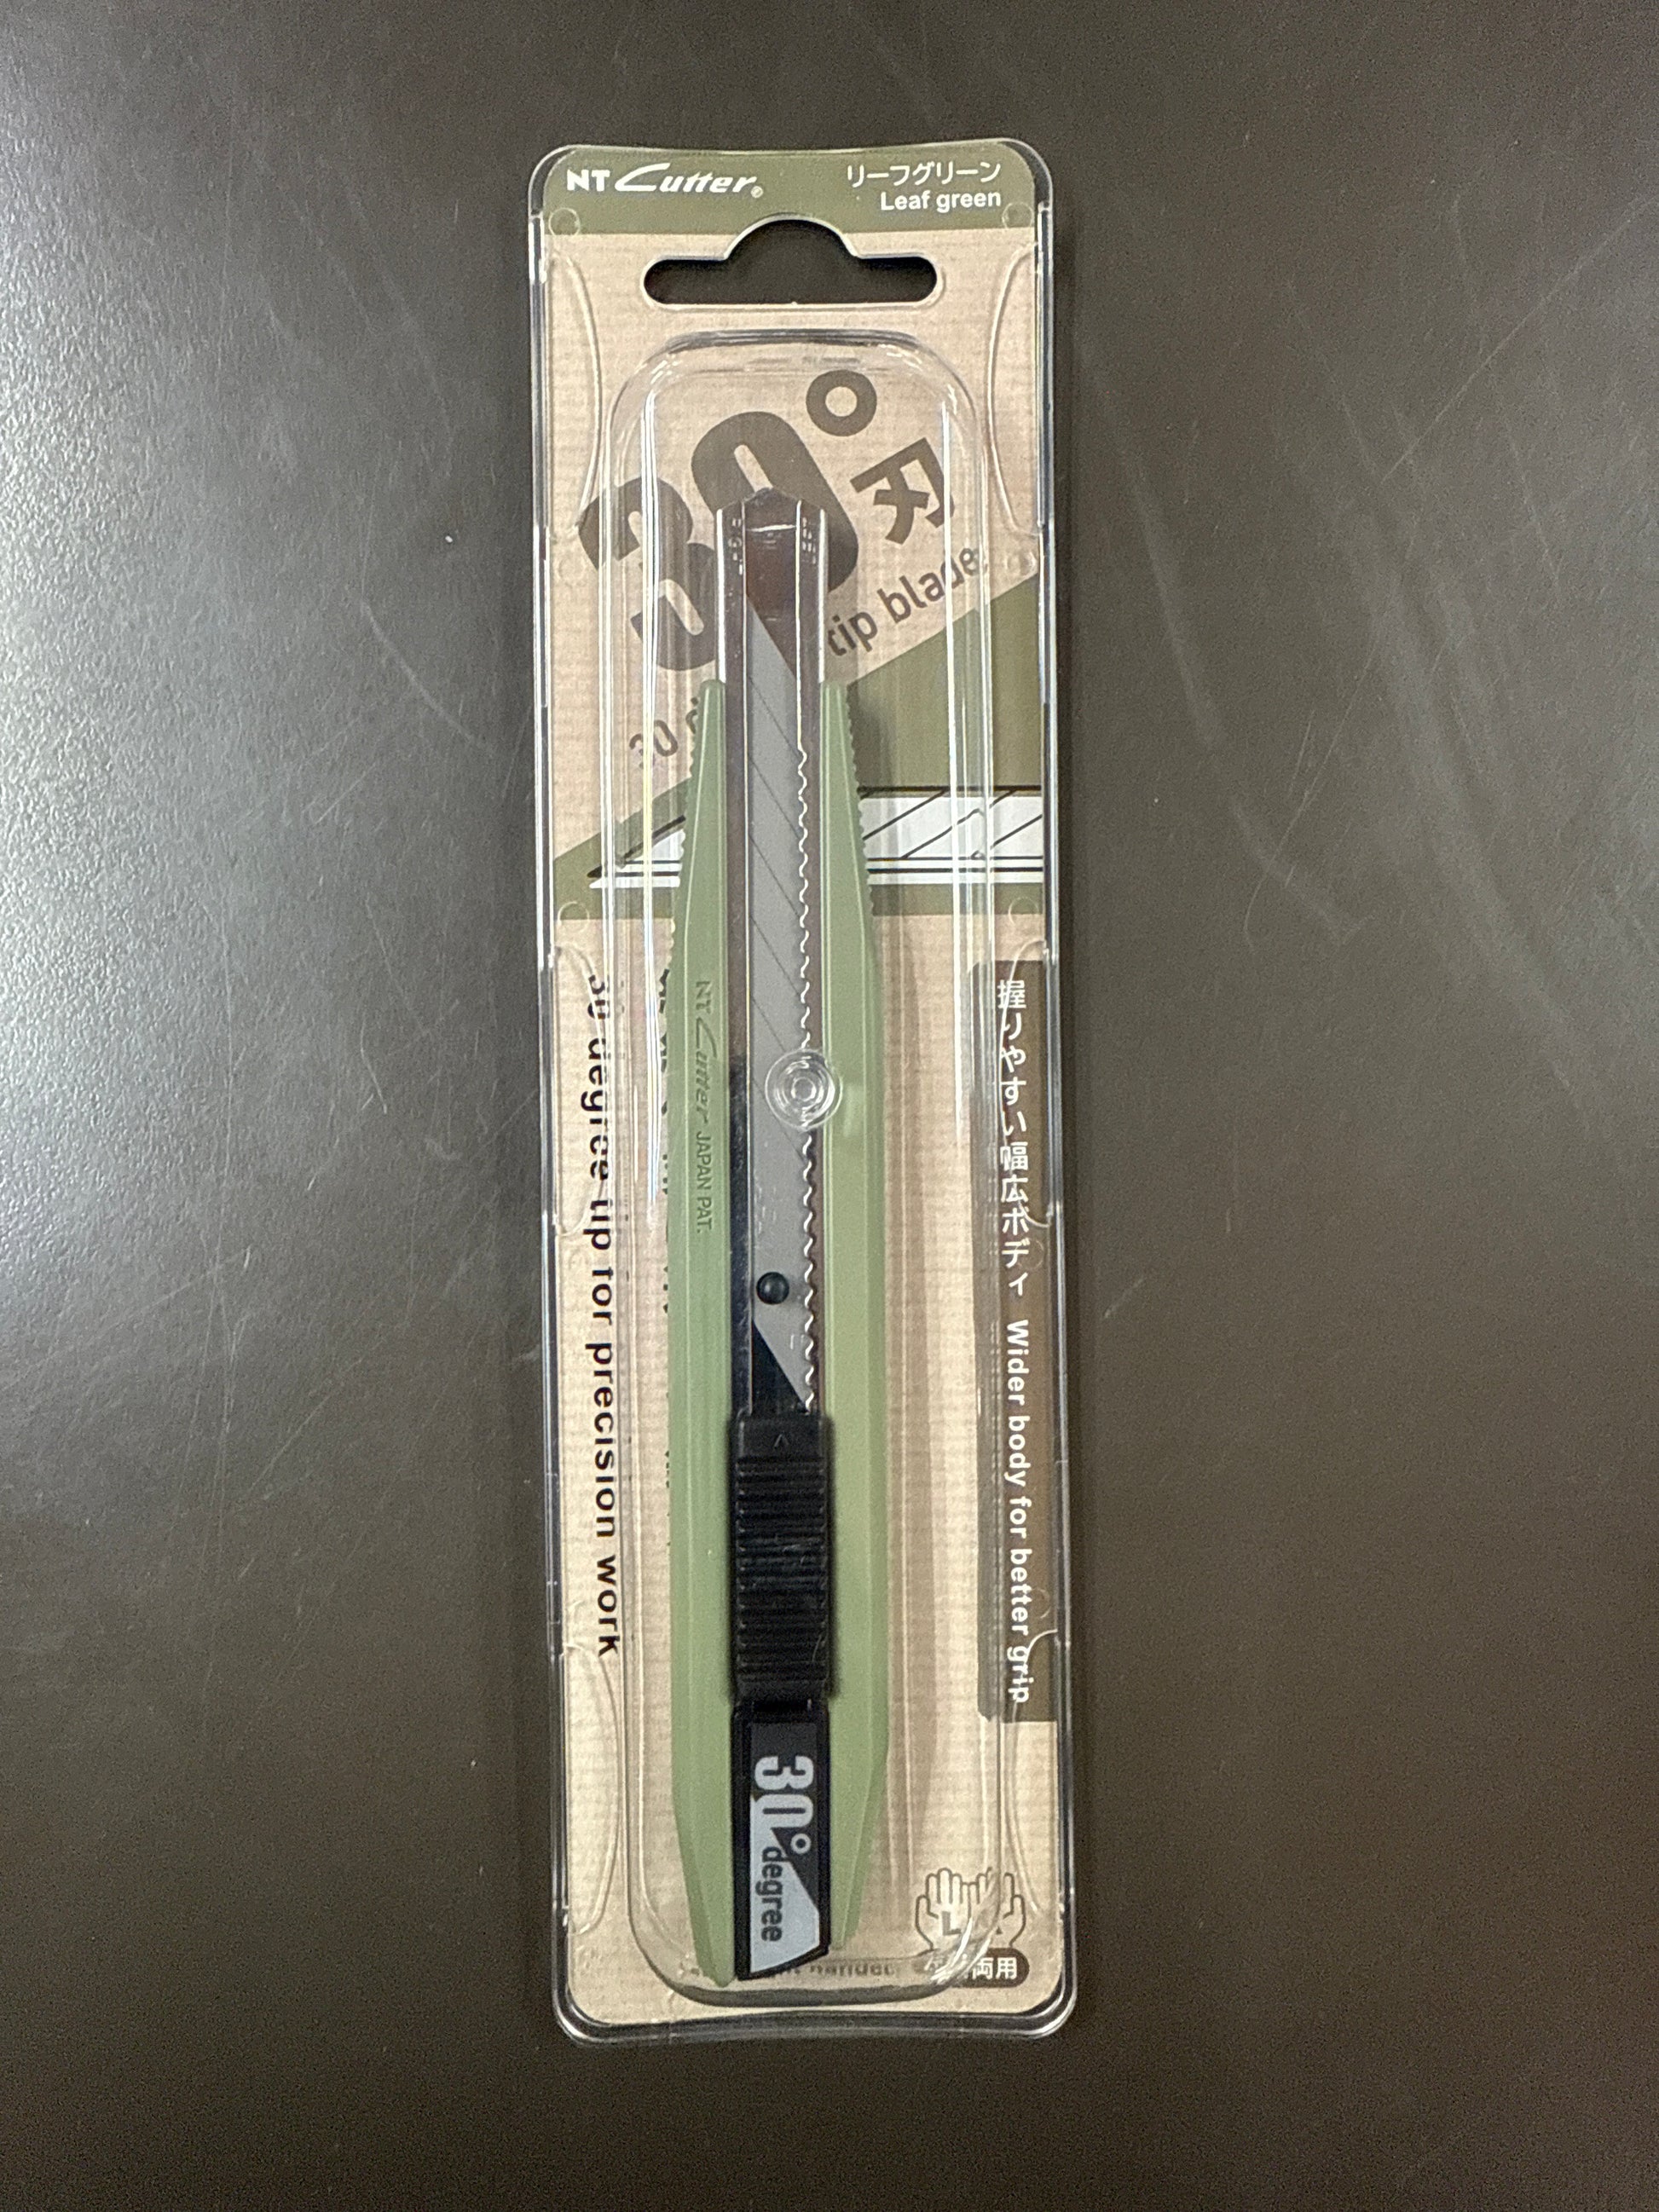 NT Cutter®
リーフグリーン
Leaf green
30°刃
30
tip blade
握りやすい幅広ボディ Wider body for better grip
NT Cutter JAPAN PAT.
30 degree tip for precision work
30°
degree
両用